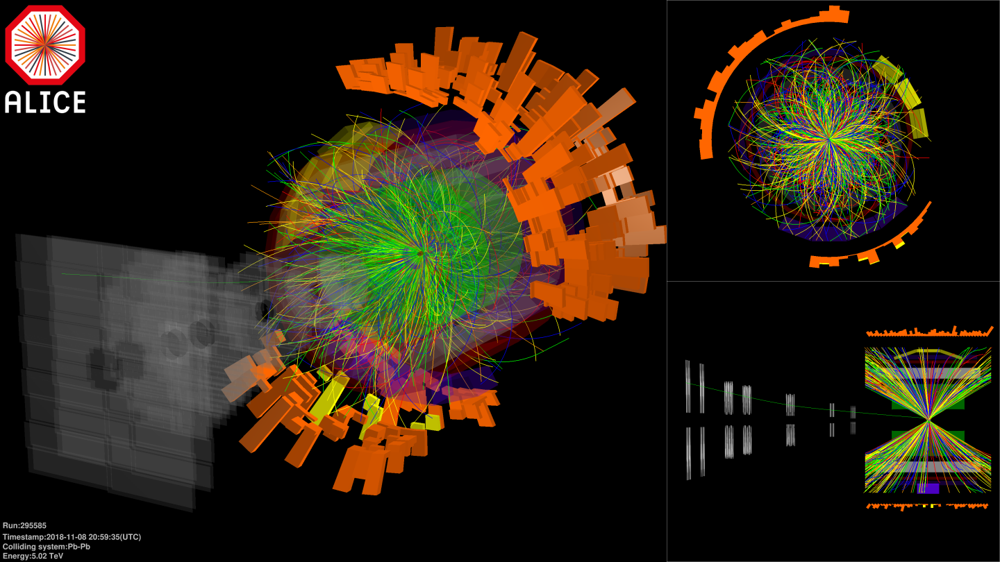 ALICE
Run:295585
Timestamp:2018-11-08 20:59:35(UTC)
Colliding system:Pb-Pb
Energy:5.02 TeV